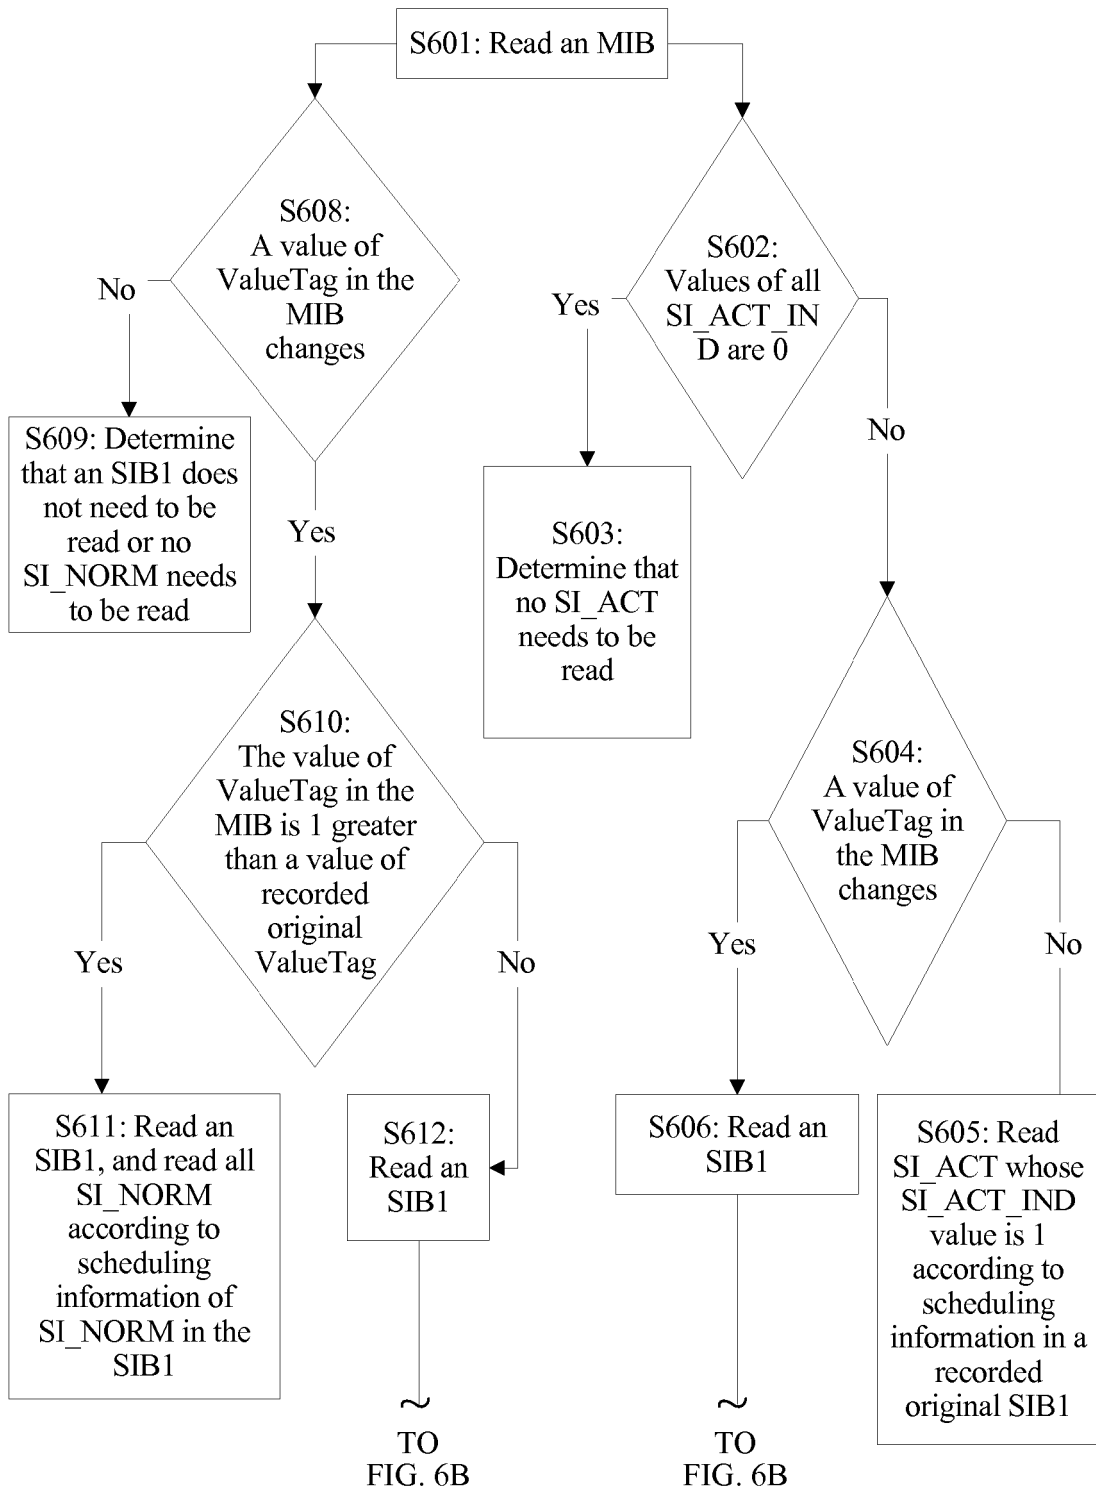 S601: Read an MIB
S608:
A value of
ValueTag in the
MIB
changes
S602:
Values of all
SI_ACT_IN
D are 0
No
Yes
No
S609: Determine
that an SIB1 does
not need to be
read or no
SI_NORM needs
to be read
Yes
S603:
Determine that
no SI_ACT
needs to be
read
S610:
The value of
ValueTag in the
MIB is 1 greater
than a value of
recorded
original
ValueTag
S604:
A value of
ValueTag in
the MIB
changes
Yes
No
Yes
No
S611: Read an
SIB1, and read all
SI_NORM
according to
scheduling
information of
SI_NORM in the
SIB1
S612:
Read an
SIB1
S606: Read an
SIB1
S605: Read
SI_ACT whose
SI_ACT_IND
value is 1
according to
scheduling
information in a
recorded
original SIB1
TO
FIG. 6B
TO
FIG. 6B